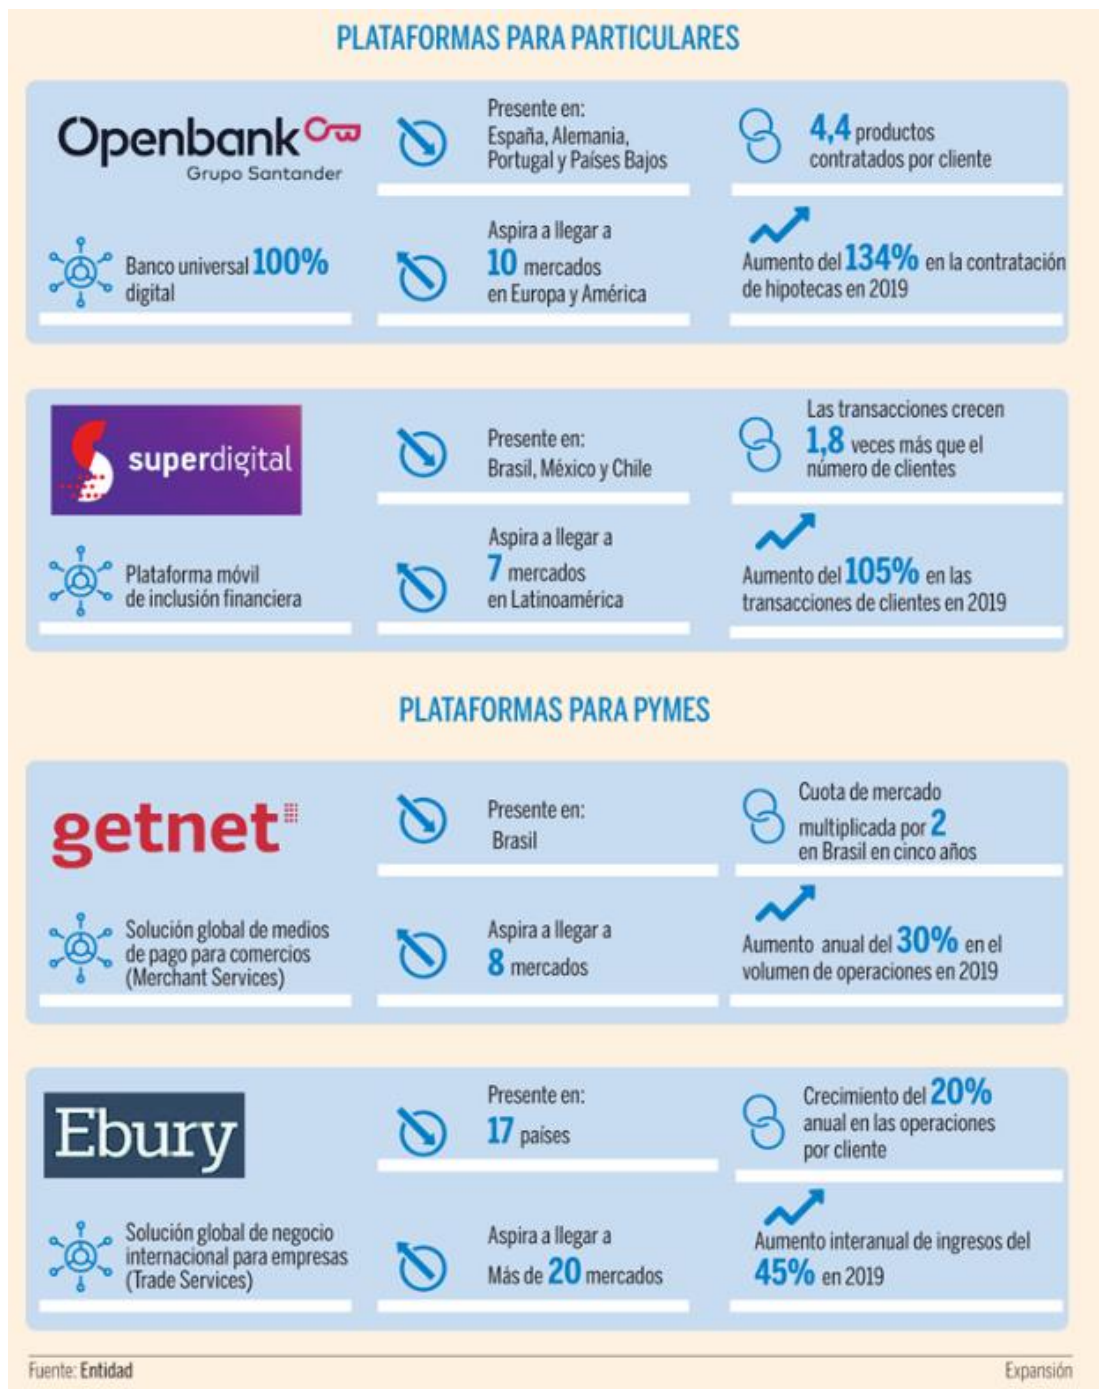 PLATAFORMAS PARA PARTICULARES
Openbank
Grupo Santander
Banco universal 100%
digital
Presente en:
España, Alemania,
Portugal y Países Bajos
Aspira a llegar a
10 mercados
en Europa y América
4,4 productos
contratados por cliente
Aumento del 134% en la contratación
de hipotecas en 2019
superdigital
Plataforma móvil
de inclusión financiera
Presente en:
Brasil, México y Chile
Aspira a llegar a
7 mercados
en Latinoamérica
Las transacciones crecen
1,8 veces más que el
número de clientes
Aumento del 105% en las
transacciones de clientes en 2019
PLATAFORMAS PARA PYMES
getnet
Solución global de medios
de pago para comercios
(Merchant Services)
Presente en:
Brasil
Aspira a llegar a
8 mercados
Cuota de mercado
multiplicada por 2
en Brasil en cinco años
Aumento anual del 30% en el
volumen de operaciones en 2019
Ebury
Solución global de negocio
internacional para empresas
(Trade Services)
Presente en:
17 países
Aspira a llegar a
Más de 20 mercados
Crecimiento del 20%
anual en las operaciones
por cliente
Aumento interanual de ingresos del
45% en 2019
Fuente: Entidad
Expansión